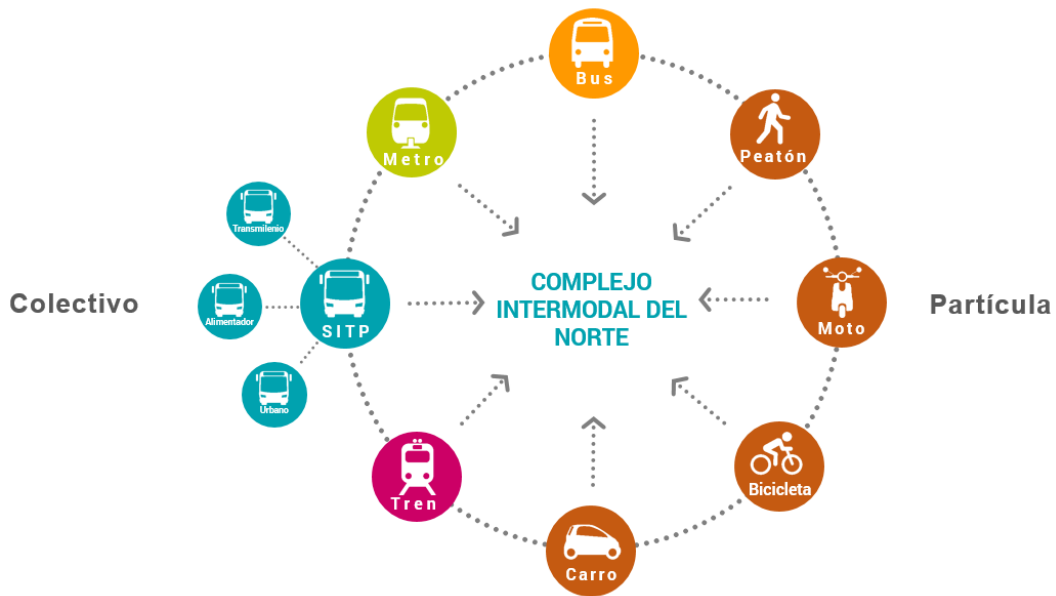 Bus
Metro
Peatón
Transmilenio
Colectivo
Alimentador
SITP
COMPLEJO
INTERMODAL DEL
NORTE
Moto
Partícula
Urbano
Tren
Bicicleta
Carro